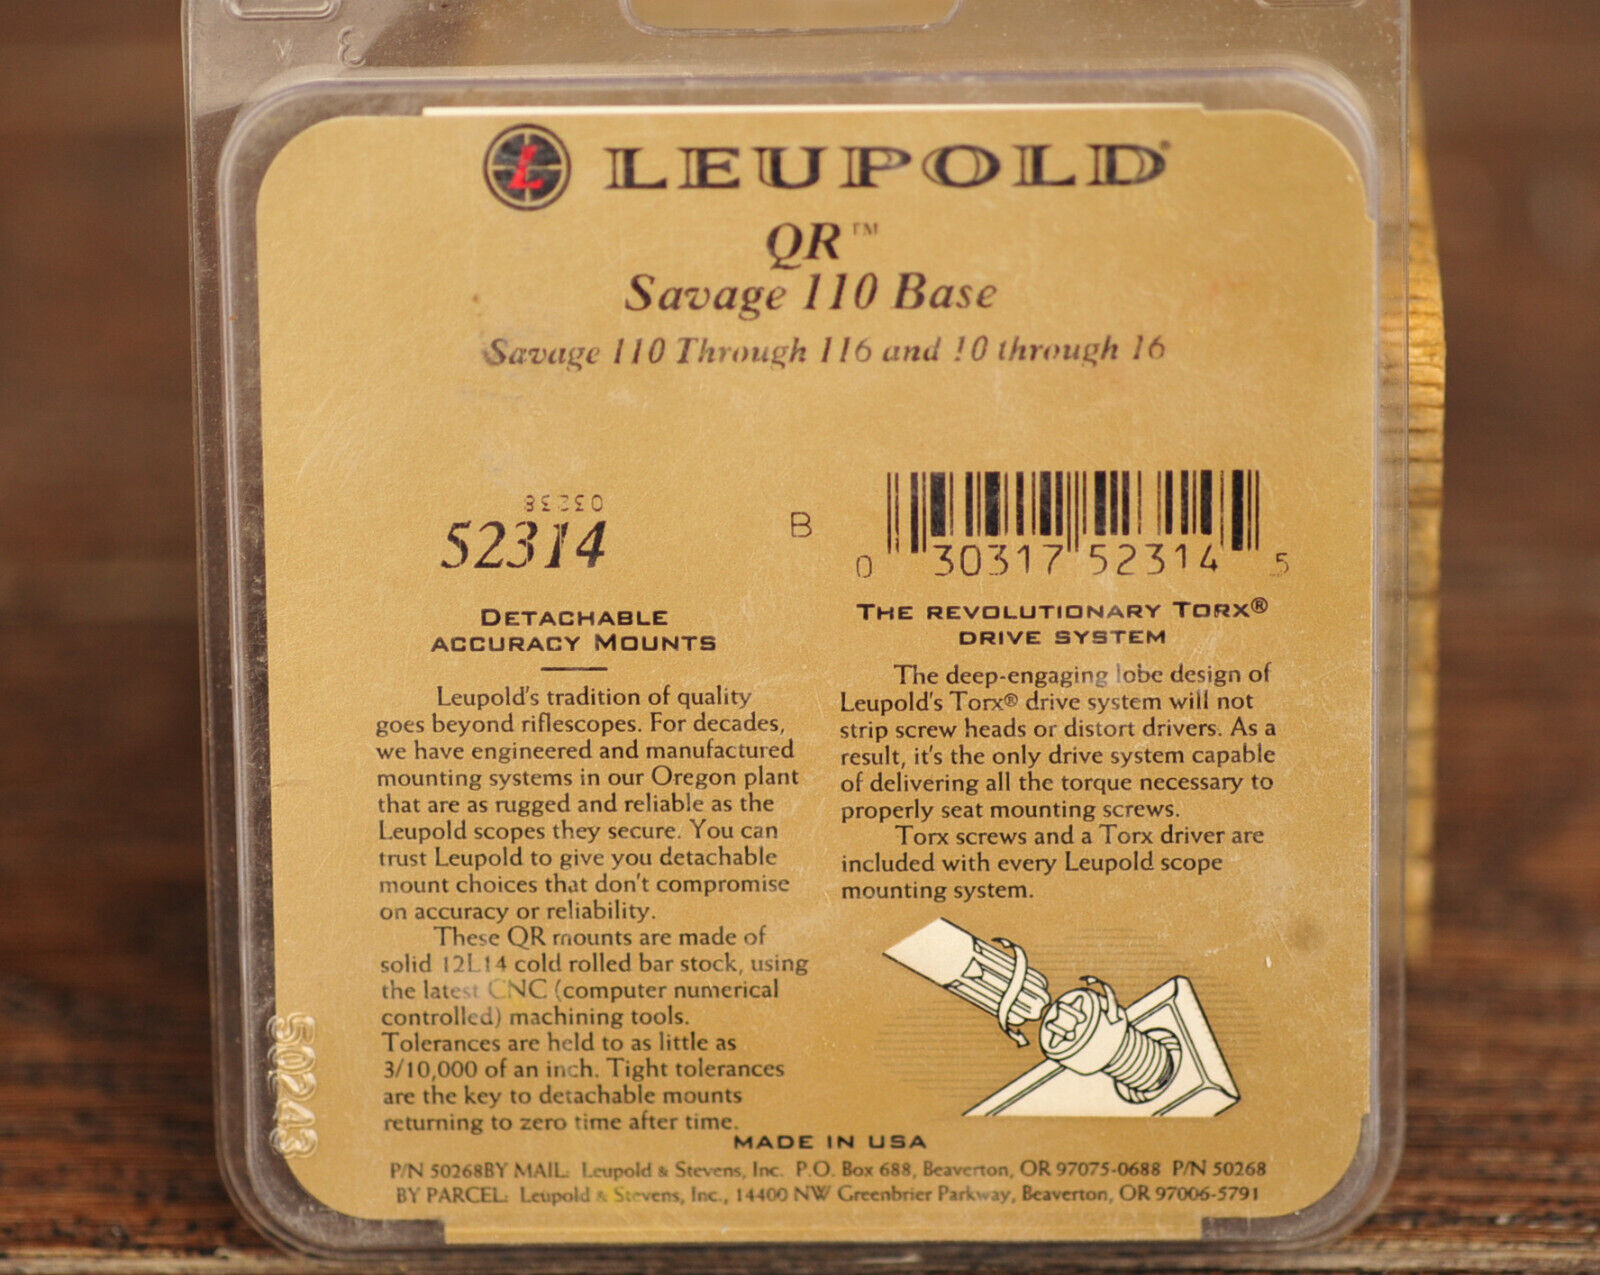 L LEUPOLD®
QR™
Savage 110 Base
Savage 110 Through 116 and 10 through 16
52314
B
0 30317 52314 5
DETACHABLE
ACCURACY MOUNTS
Leupold's tradition of quality
goes beyond riflescopes. For decades,
we have engineered and manufactured
mounting systems in our Oregon plant
that are as rugged and reliable as the
Leupold scopes they secure. You can
trust Leupold to give you detachable
mount choices that don't compromise
on accuracy or reliability.
These QR mounts are made of
solid 12L14 cold rolled bar stock, using
the latest CNC (computer numerical
controlled) machining tools.
Tolerances are held to as little as
3/10,000 of an inch. Tight tolerances
are the key to detachable mounts
returning to zero time after time.
THE REVOLUTIONARY TORX®
DRIVE SYSTEM
The deep-engaging lobe design of
Leupold's Torx® drive system will not
strip screw heads or distort drivers. As a
result, it's the only drive system capable
of delivering all the torque necessary to
properly seat mounting screws.
Torx screws and a Torx driver are
included with every Leupold scope
mounting system.
MADE IN USA
P/N 50268BY MAIL: Leupold & Stevens, Inc. P.O. Box 688, Beaverton, OR 97075-0688 P/N 50268
BY PARCEL: Leupold & Stevens, Inc., 14400 NW Greenbrier Parkway, Beaverton, OR 97006-5791
50243